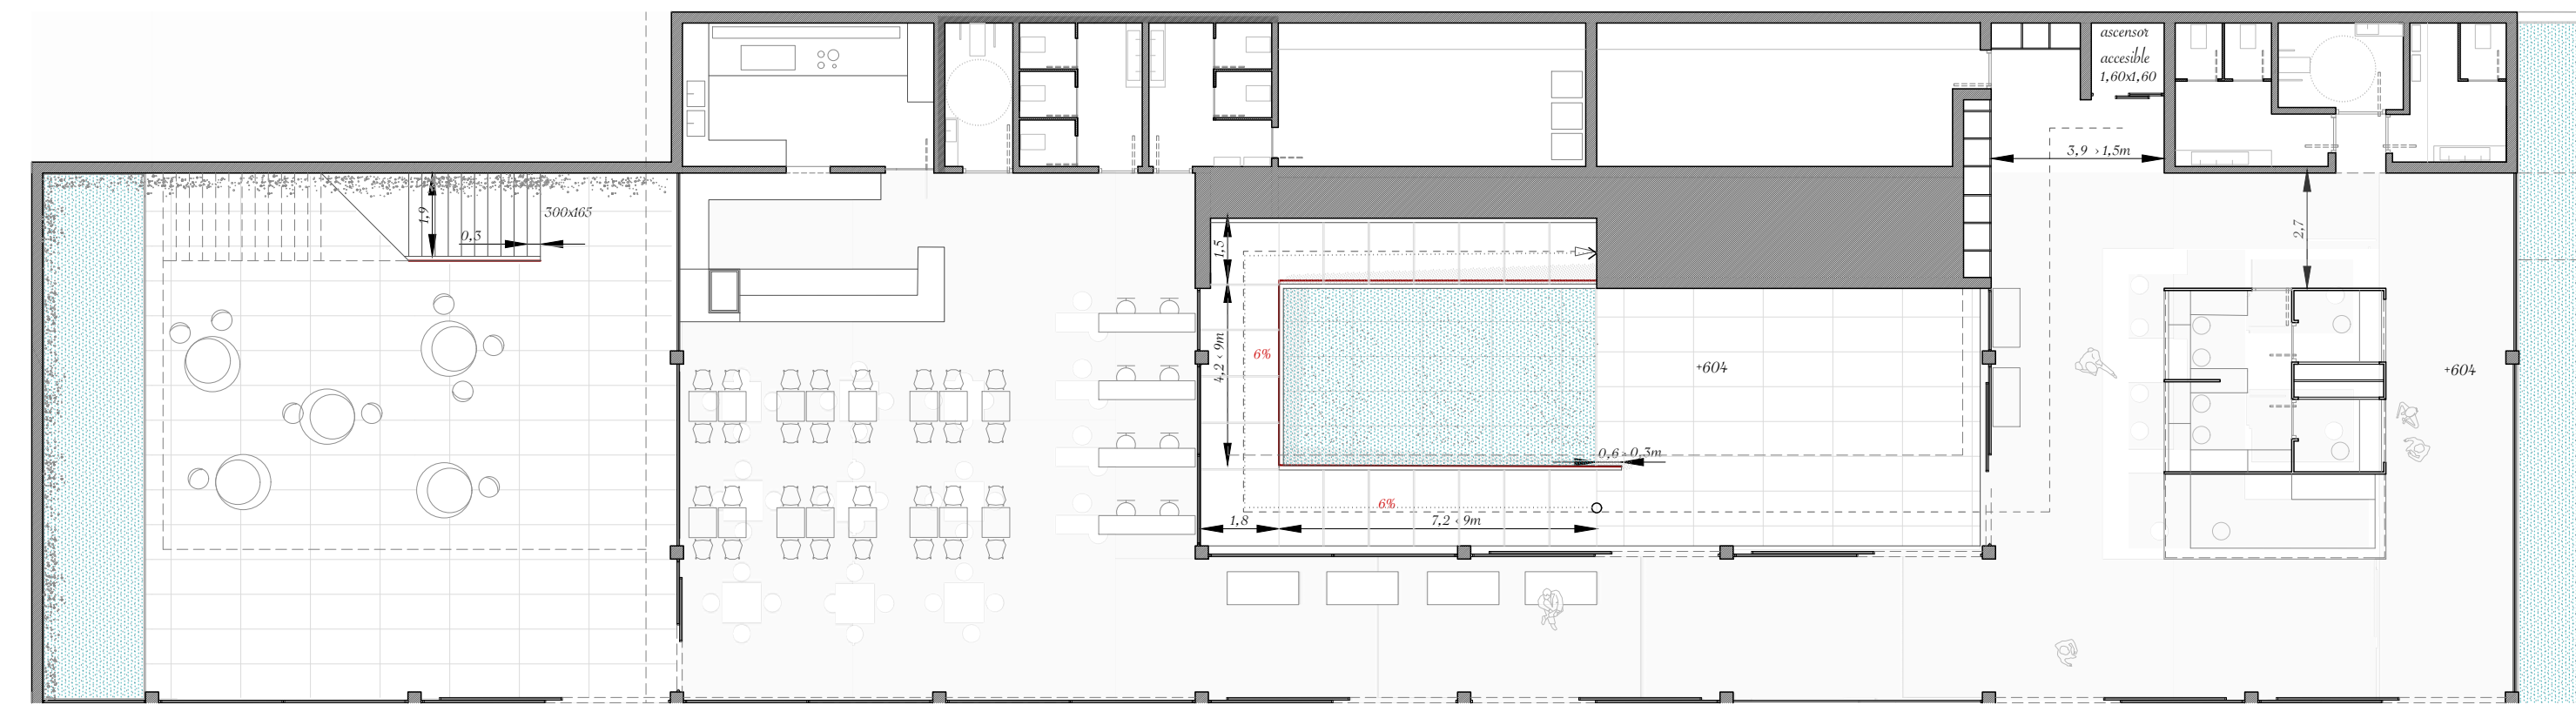 ascensor
accesible
1,60x1,60
3,9 >1,5m
300x165
1,9
0,3
2,7
1,5
6%
4,2 <9m
+604
+604
0,6>0,3m
6%
1,8
7,2 <9m